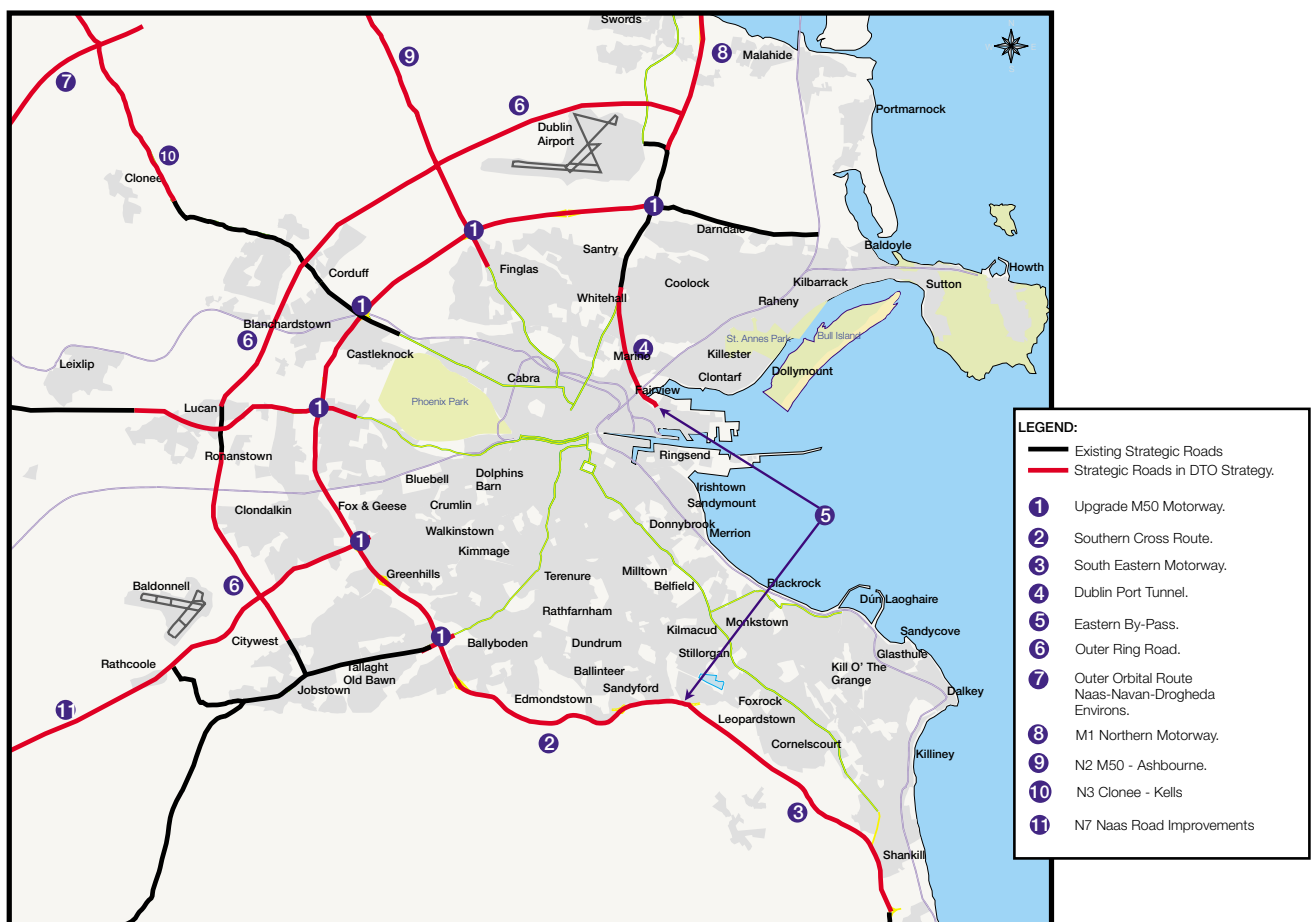 Swords
9
8
Malahide
7
6
Portmarnock
Dublin
Airport
10
Clonee
1
Darndale
1
Baldoyle
Santry
Howth
Corduff
Finglas
Coolock
Kilbarrack
Sutton
Whitehall
Raheny
1
Blanchardstown
6
St. Annes Park
Bull Island
4
Castleknock
Marino
Killester
Leixlip
Dollymount
Cabra
Clontarf
Fairview
Phoenix Park
Lucan
1
Ronanstown
Ringsend
Dolphins
Barn
Bluebell
Irishtown
Sandymount
Fox & Geese
Crumlin
Clondalkin
5
Donnybrook
Walkinstown
Merrion
1
Kimmage
Greenhills
Terenure
Milltown
Belfield
Blackrock
Baldonnell
6
Dún Laoghaire
Rathfarnham
Monkstown
Kilmacud
Sandycove
1
Citywest
Ballyboden
Dundrum
Stillorgan
Glasthule
Rathcoole
Tallaght
Old Bawn
Ballinteer
Kill O' The
Grange
Jobstown
Sandyford
Dalkey
Edmondstown
Foxrock
11
Leopardstown
2
Cornelscourt
Killiney
3
Shankill
LEGEND:
Existing Strategic Roads
Strategic Roads in DTO Strategy.
1 Upgrade M50 Motorway.
2 Southern Cross Route.
3 South Eastern Motorway.
4 Dublin Port Tunnel.
5 Eastern By-Pass.
6 Outer Ring Road.
7 Outer Orbital Route
Naas-Navan-Drogheda
Environs.
8 M1 Northern Motorway.
9 N2 M50 - Ashbourne.
10 N3 Clonee - Kells
11 N7 Naas Road Improvements